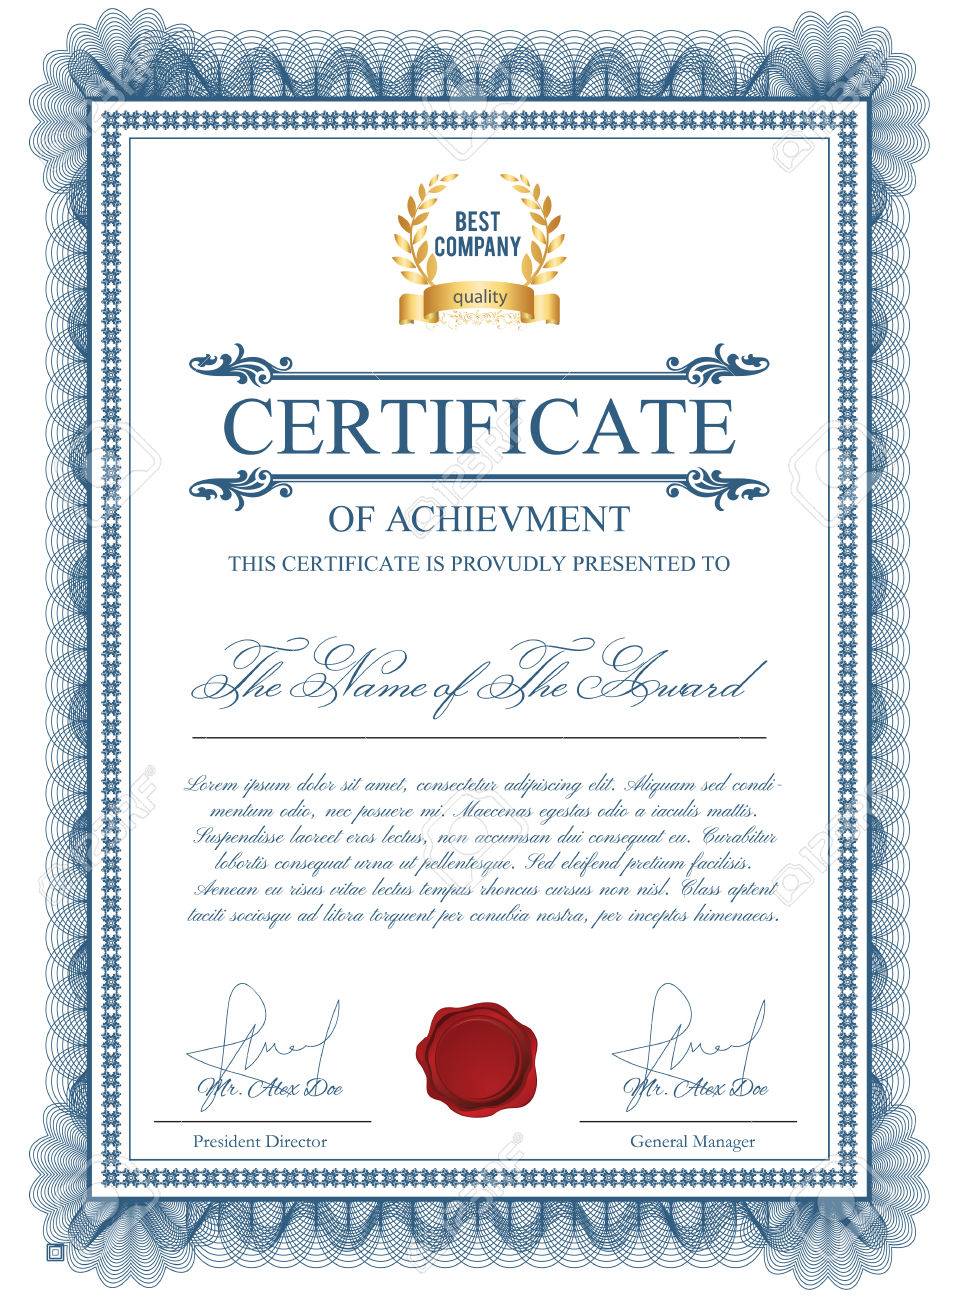 BEST
COMPANY
quality
CERTIFICATE
OF ACHIEVMENT
THIS CERTIFICATE IS PROVUDLY PRESENTED TO
The Name of The Award
Lorem ipsum dolor sit amet, consectetur adipiscing elit. Aliquam sed condi-
mentum odio, nec posuere mi. Maecenas egestas odio a iaculis mattis.
Suspendisse laoreet eros lectus, non accumsan dui consequat eu. Curabitur
lobortis consequat urna ut pellentesque. Sed eleifend pretium facilisis.
Aenean eu risus vitae lectus tempus rhoncus cursus non nisl. Class aptent
taciti sociosqu ad litora torquent per conubia nostra, per inceptos himenaeos.
Mr. Alex Doe
President Director
Mr. Alex Doe
General Manager
123RF